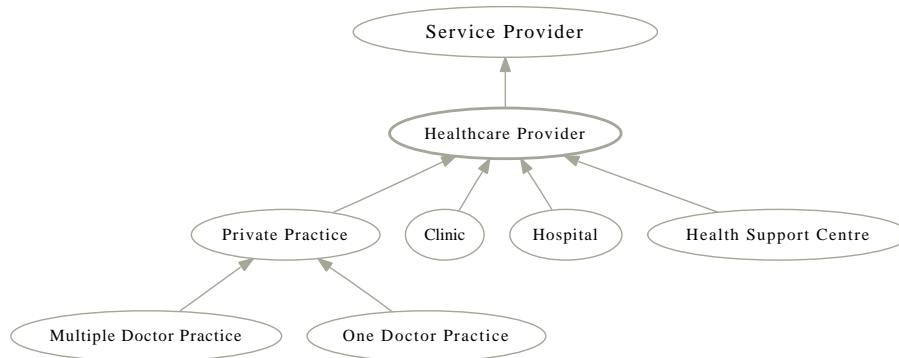 Service Provider
Healthcare Provider
Private Practice
Clinic
Hospital
Health Support Centre
Multiple Doctor Practice
One Doctor Practice